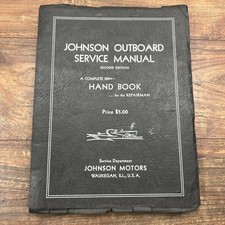 JOHNSON OUTBOARD
SERVICE MANUAL
SECOND EDITION
A COMPLETE
HAND BOOK
... for the REPAIRMAN
Price $5.00
Service Department
JOHNSON MOTORS
WAUKEGAN, ILL., U.S.A.